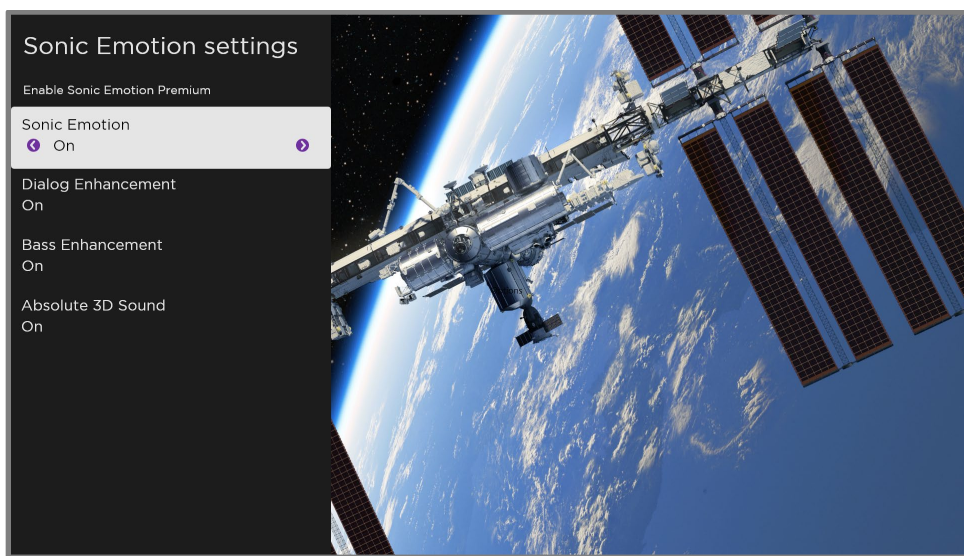 Sonic Emotion settings
Enable Sonic Emotion Premium
Sonic Emotion
On
Dialog Enhancement
On
Bass Enhancement
On
Absolute 3D Sound
On